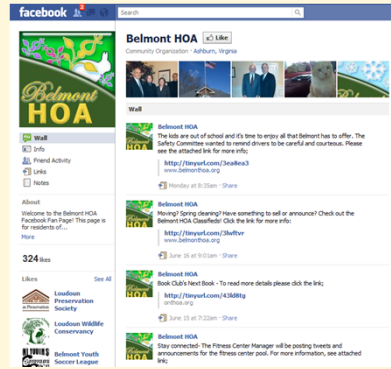 facebook
2
Search
Belmont HOA
Like
Community Organization · Ashburn, Virginia
Belmont
HOA
Wall
Info
Friend Activity
Links
Notes
About
Welcome to the Belmont HOA
Facebook Fan Page! This page is
for residents of...
More
324 likes
Likes
See All
Loudoun
Preservation
Society
Loudoun Wildlife
Conservancy
Belmont Youth
Soccer League
Wall
Belmont HOA
The kids are out of school and it's time to enjoy all that Belmont has to offer. The
Safety Committee wanted to remind drivers to be careful and courteous. Please
see the attached link for more info;
http://tinyurl.com/3ea8ea3
www.belmonthoa.org
Monday at 8:35am · Share
Belmont HOA
Moving? Spring cleaning? Have something to sell or announce? Check out the
Belmont HOA Classifieds! Click the link for more info:
http://tinyurl.com/3lwftvr
www.belmonthoa.org
June 16 at 9:01am · Share
Belmont HOA
Book Club's Next Book - To read more details please click the link;
http://tinyurl.com/43ld8tg
onthoa.org
June 15 at 7:22am · Share
Belmont HOA
Stay connected- The Fitness Center Manager will be posting tweets and
announcements for the fitness center pool. For more information, see attached
link;